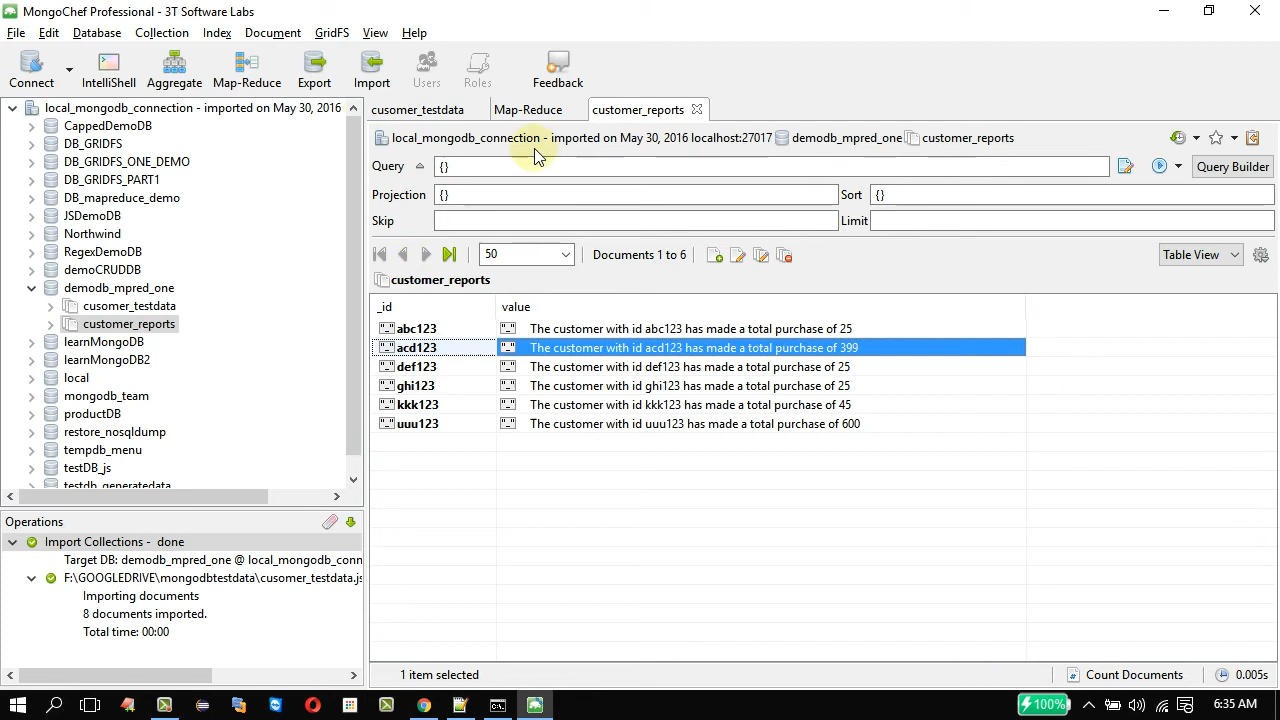 MongoChef Professional - 3T Software Labs
File Edit Database Collection Index Document GridFS View Help
Connect IntelliShell Aggregate Map-Reduce Export Import Users Roles Feedback
local_mongodb_connection - imported on May 30, 2016
CappedDemoDB
DB_GRIDFS
DB_GRIDFS_ONE_DEMO
DB_GRIDFS_PART1
DB_mapreduce_demo
JSDemoDB
Northwind
RegexDemoDB
demoCRUDDB
demodb_mpred_one
cusomer_testdata
customer_reports
learnMongoDB
learnMongoDB2
local
mongodb_team
productDB
restore_nosqldump
tempdb_menu
testDB_js
testdb_generatedata
Operations
Import Collections - done
Target DB: demodb_mpred_one @ local_mongodb_conn
F:\GOOGLEDRIVE\mongodbtestdata\cusomer_testdata.js
Importing documents
8 documents imported.
Total time: 00:00
cusomer_testdata Map-Reduce customer_reports
local_mongodb_connection - imported on May 30, 2016 localhost:27017 demodb_mpred_one customer_reports
Query {} Query Builder
Projection {} Sort {}
Skip Limit
50 Documents 1 to 6 Table View
customer_reports
_id value
abc123 The customer with id abc123 has made a total purchase of 25
acd123 The customer with id acd123 has made a total purchase of 399
def123 The customer with id def123 has made a total purchase of 25
ghi123 The customer with id ghi123 has made a total purchase of 25
kkk123 The customer with id kkk123 has made a total purchase of 45
uuu123 The customer with id uuu123 has made a total purchase of 600
1 item selected Count Documents 0.005s
100% 6:35 AM